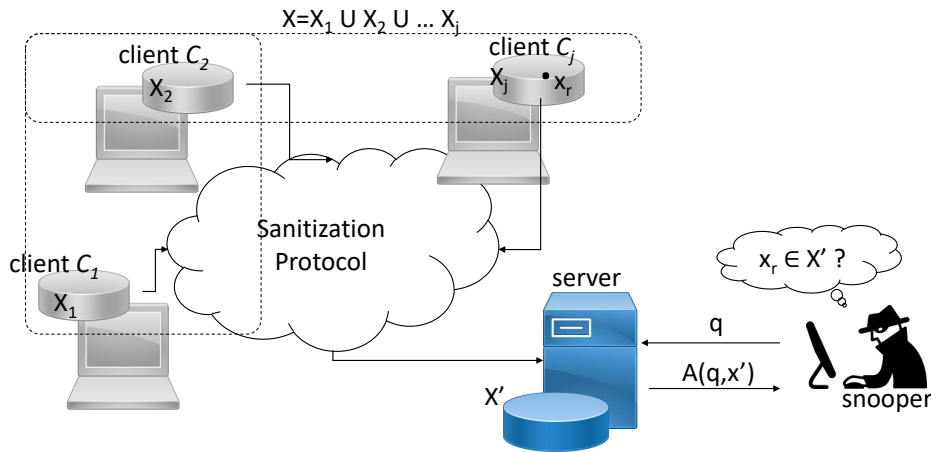 X=X₁ U X₂ U ... Xⱼ
client C₂
X₂
client Cⱼ
Xⱼ
xᵣ
Sanitization
Protocol
client C₁
X₁
server
X'
xᵣ ∈ X' ?
q
A(q,x')
snooper